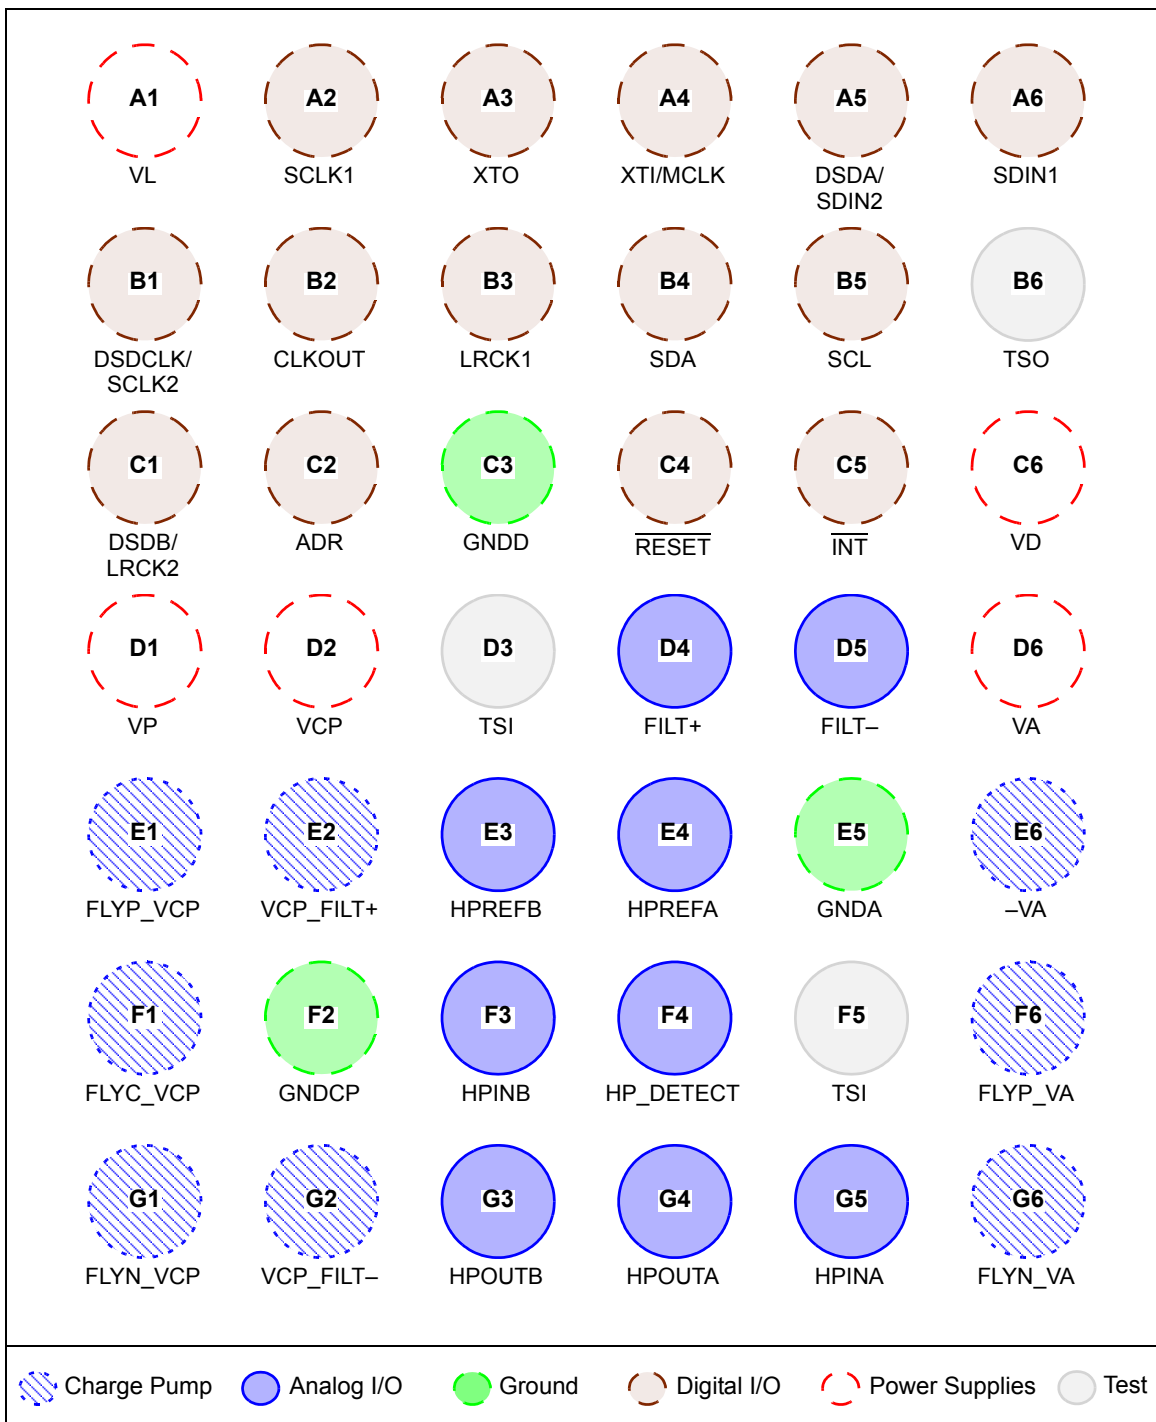 A1 A2 A3 A4 A5 A6
VL SCLK1 XTO XTI/MCLK DSDA/ SDIN1
SDIN2
B1 B2 B3 B4 B5 B6
DSDCLK/ CLKOUT LRCK1 SDA SCL TSO
SCLK2
C1 C2 C3 C4 C5 C6
DSDB/ ADR GNDD RESET INT VD
LRCK2
D1 D2 D3 D4 D5 D6
VP VCP TSI FILT+ FILT– VA
E1 E2 E3 E4 E5 E6
FLYP_VCP VCP_FILT+ HPREFB HPREFA GNDA –VA
F1 F2 F3 F4 F5 F6
FLYC_VCP GNDCP HPINB HP_DETECT TSI FLYP_VA
G1 G2 G3 G4 G5 G6
FLYN_VCP VCP_FILT– HPOUTB HPOUTA HPINA FLYN_VA
Charge Pump Analog I/O Ground Digital I/O Power Supplies Test